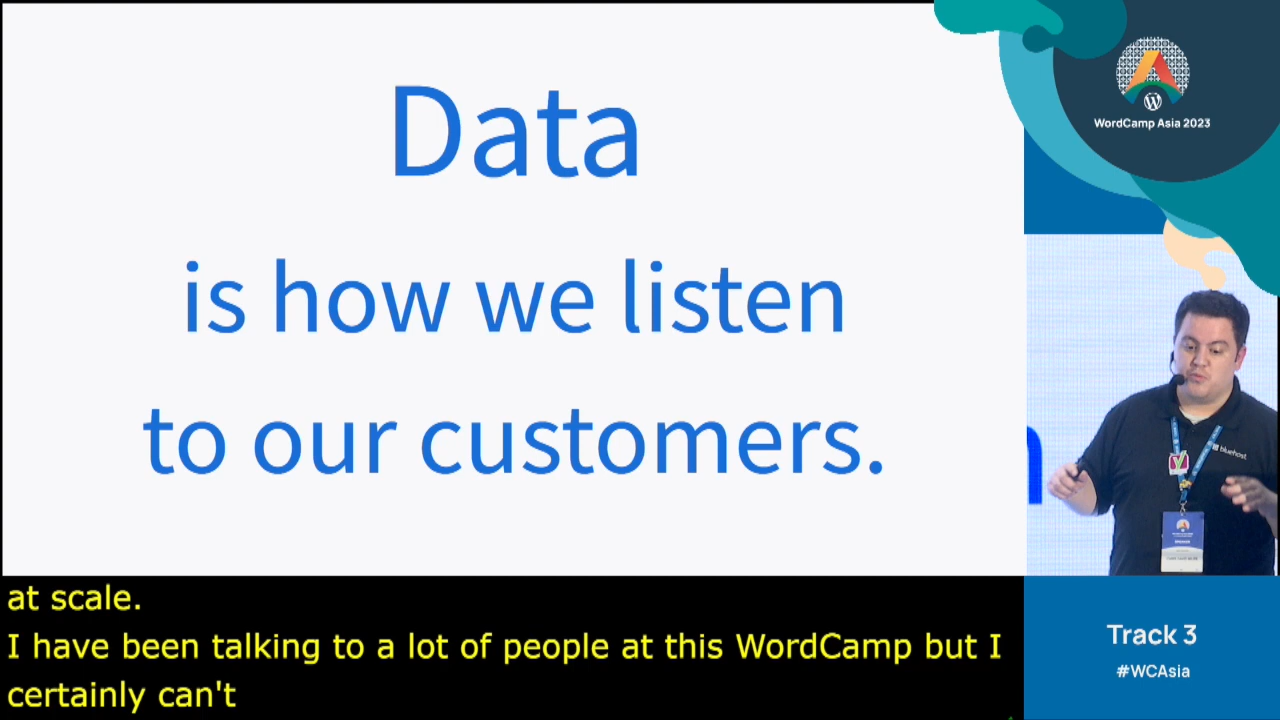 Data
is how we listen
to our customers.
WordCamp Asia 2023
bluehost
at scale.
I have been talking to a lot of people at this WordCamp but I
certainly can't
Track 3
#WCAsia